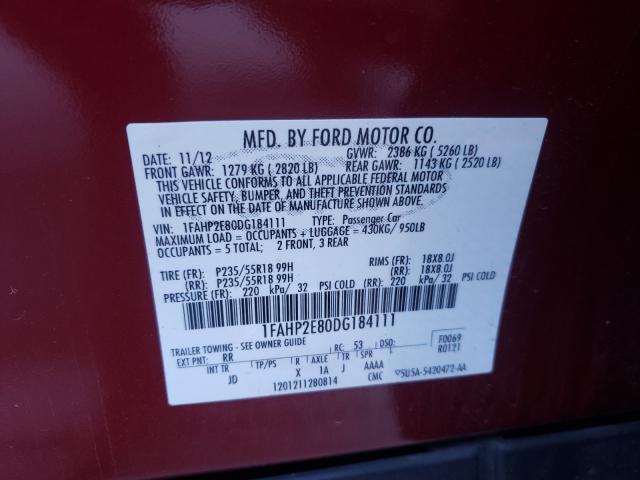 MFD. BY FORD MOTOR CO.
DATE: 11/12 GVWR: 2386 KG ( 5260 LB)
FRONT GAWR: 1279 KG ( 2820 LB) REAR GAWR: 1143 KG ( 2520 LB)
THIS VEHICLE CONFORMS TO ALL APPLICABLE FEDERAL MOTOR
VEHICLE SAFETY, BUMPER, AND THEFT PREVENTION STANDARDS
IN EFFECT ON THE DATE OF MANUFACTURE SHOWN ABOVE.
VIN: 1FAHP2E80DG184111 TYPE: Passenger Car
MAXIMUM LOAD = OCCUPANTS + LUGGAGE = 430KG/ 950LB
OCCUPANTS = 5 TOTAL; 2 FRONT, 3 REAR
TIRE (FR): P235/55R18 99H RIMS (FR): 18X8.0J
(RR): P235/55R18 99H (RR): 18X8.0J
PRESSURE (FR): 220 kPa/ 32 PSI COLD (RR): 220 kPa/ 32 PSI COLD
1FAHP2E80DG184111
TRAILER TOWING - SEE OWNER GUIDE RC: 53 DSO: F0069
EXT PNT: RR R0121
INT TR TP/PS R AXLE TR SPR
JD X 1A J AAAA
1201211280814 CMC ▽5U5A-5420472-AA